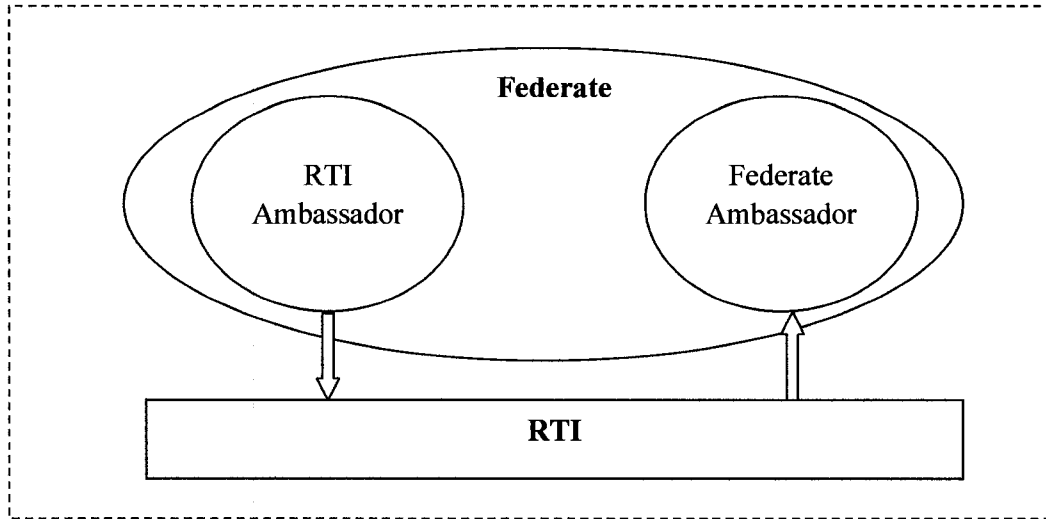 Federate
RTI
Ambassador
Federate
Ambassador
RTI